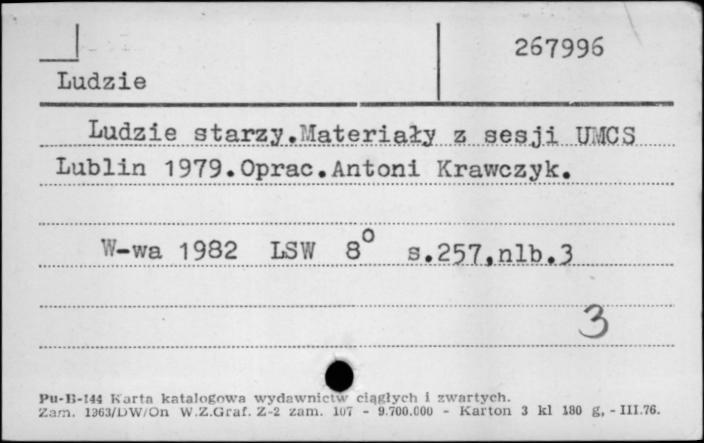 267996
Ludzie
Ludzie starzy.Materiały z sesji UMCS
Lublin 1979.Oprac.Antoni Krawczyk.
W-wa 1982 LSW 8° s.257,nlb.3
3
Pu-B-144 Karta katalogowa wydawnictw ciągłych i zwartych.
Zam. 1363/DW/On W.Z.Graf. Z-2 zam. 107 - 9.700.000 - Karton 3 kl 180 g, - III.76.